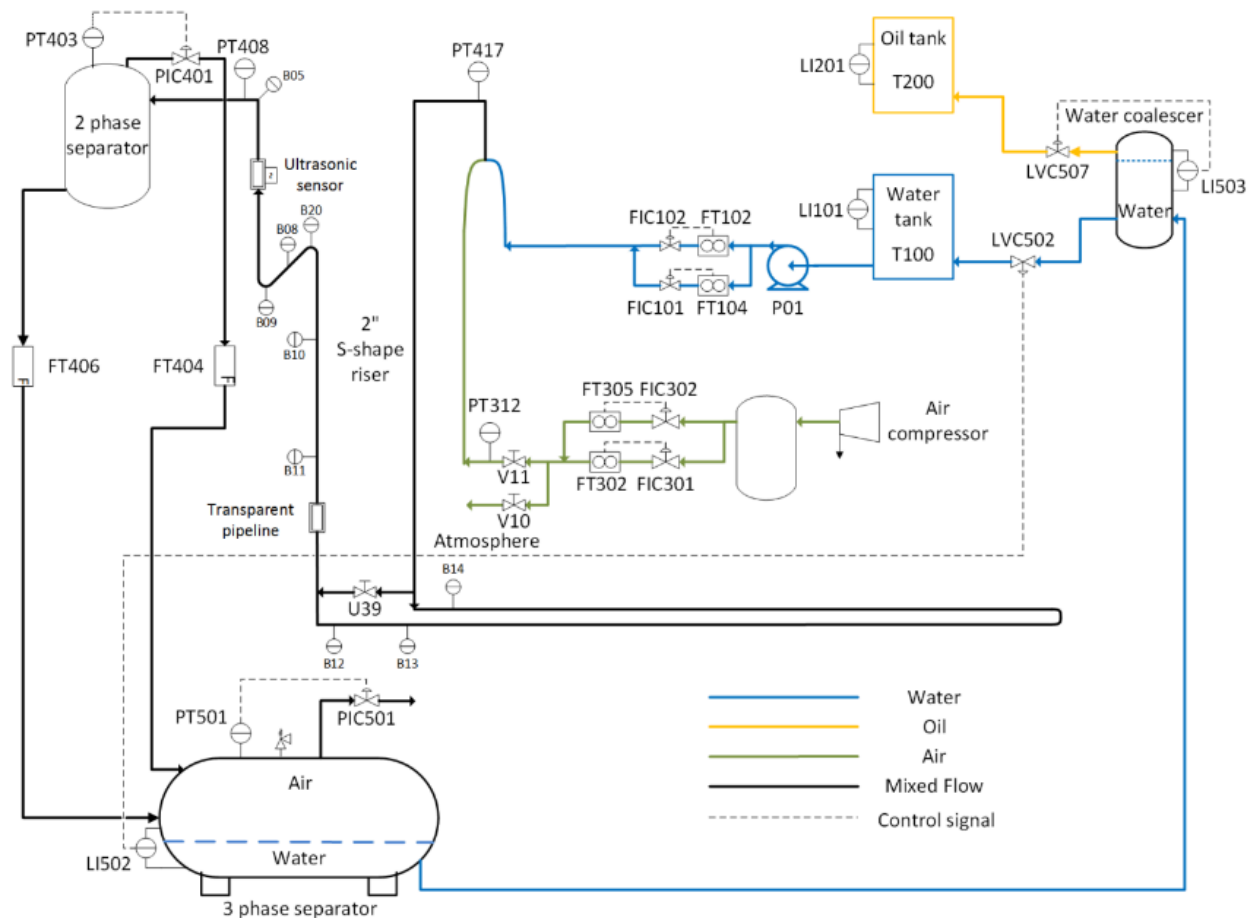 PT403
PIC401
PT408
B05
2 phase
separator
Ultrasonic
sensor
B20
B08
B09
B10
B11
FT406
FT404
2"
S-shape
riser
Transparent
pipeline
PT417
Oil tank
T200
LI201
Water coalescer
LVC507
LI503
Water
Water
tank
T100
LI101
LVC502
FIC102
FT102
FIC101
FT104
P01
PT312
FT305
FIC302
V11
FT302
FIC301
V10
Air
compressor
Atmosphere
B14
U39
B12
B13
PT501
PIC501
Air
Water
LI502
3 phase separator
Water
Oil
Air
Mixed Flow
Control signal